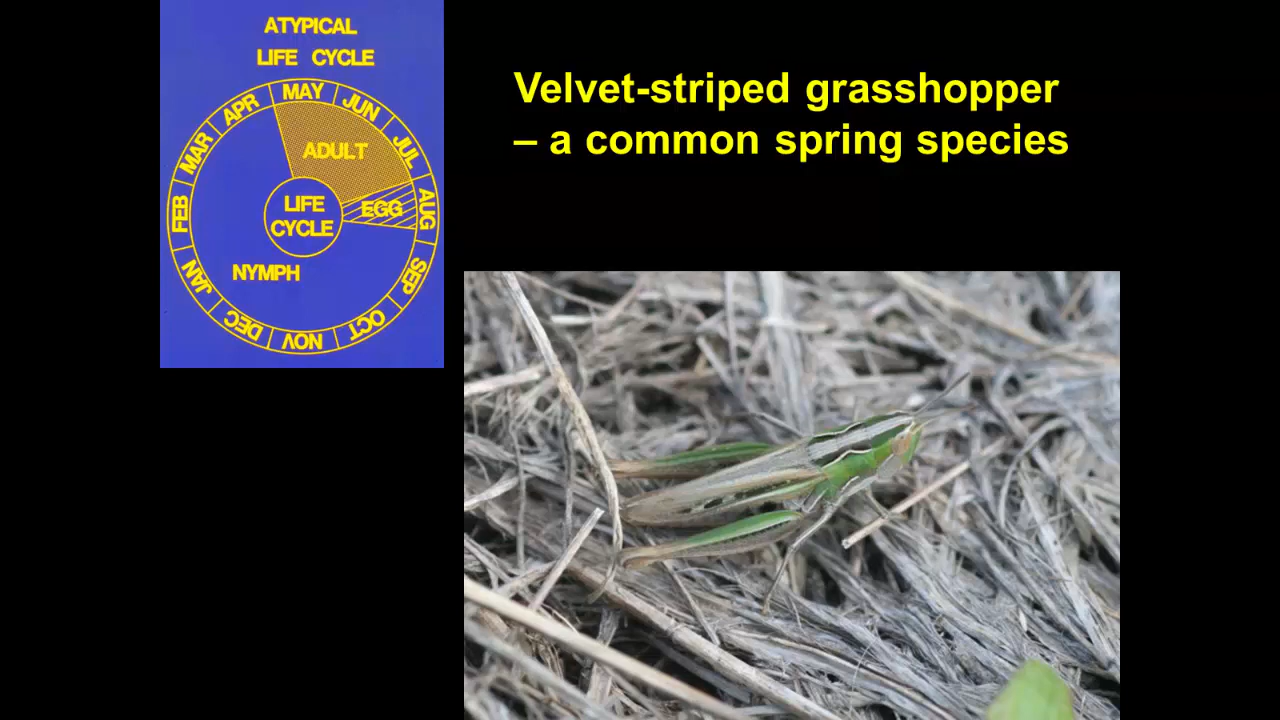 ATYPICAL
LIFE CYCLE
MAY
JUN
JUL
AUG
SEP
OCT
NOV
DEC
JAN
FEB
MAR
APR
ADULT
EGG
LIFE
CYCLE
NYMPH
Velvet-striped grasshopper
– a common spring species